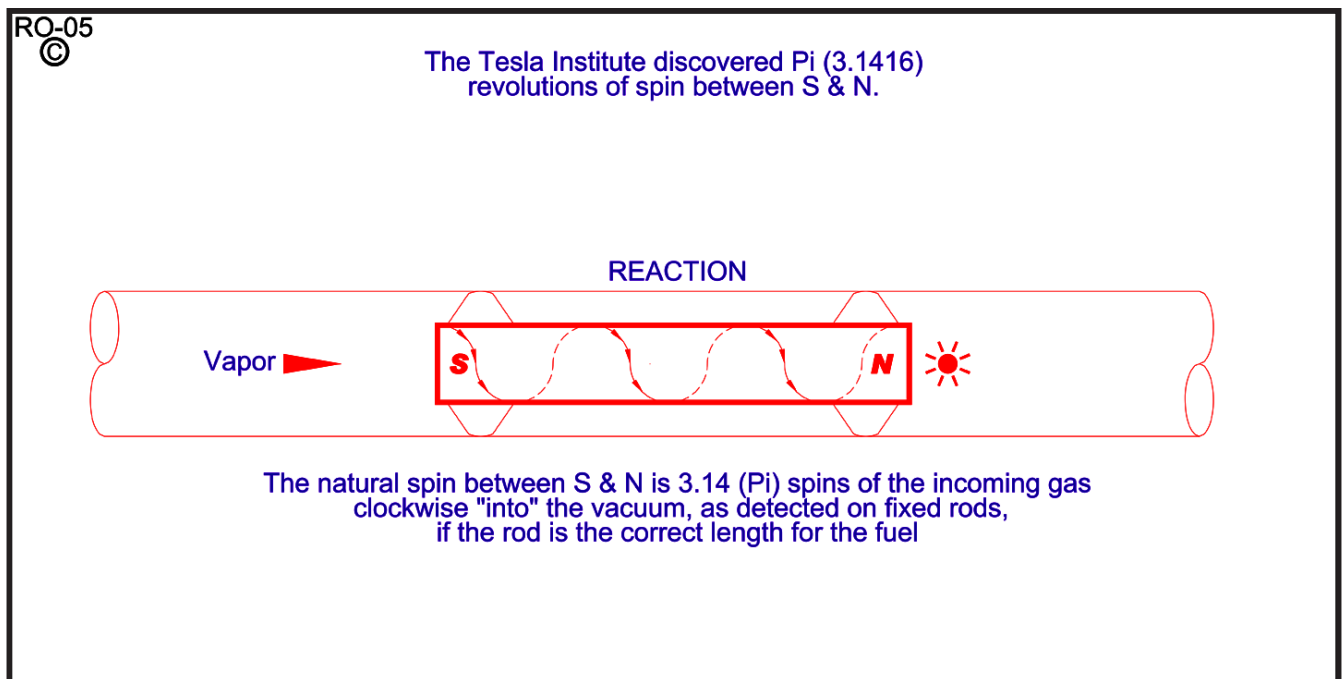 RO-05
©
The Tesla Institute discovered Pi (3.1416)
revolutions of spin between S & N.
REACTION
Vapor
S
N
The natural spin between S & N is 3.14 (Pi) spins of the incoming gas
clockwise "into" the vacuum, as detected on fixed rods,
if the rod is the correct length for the fuel